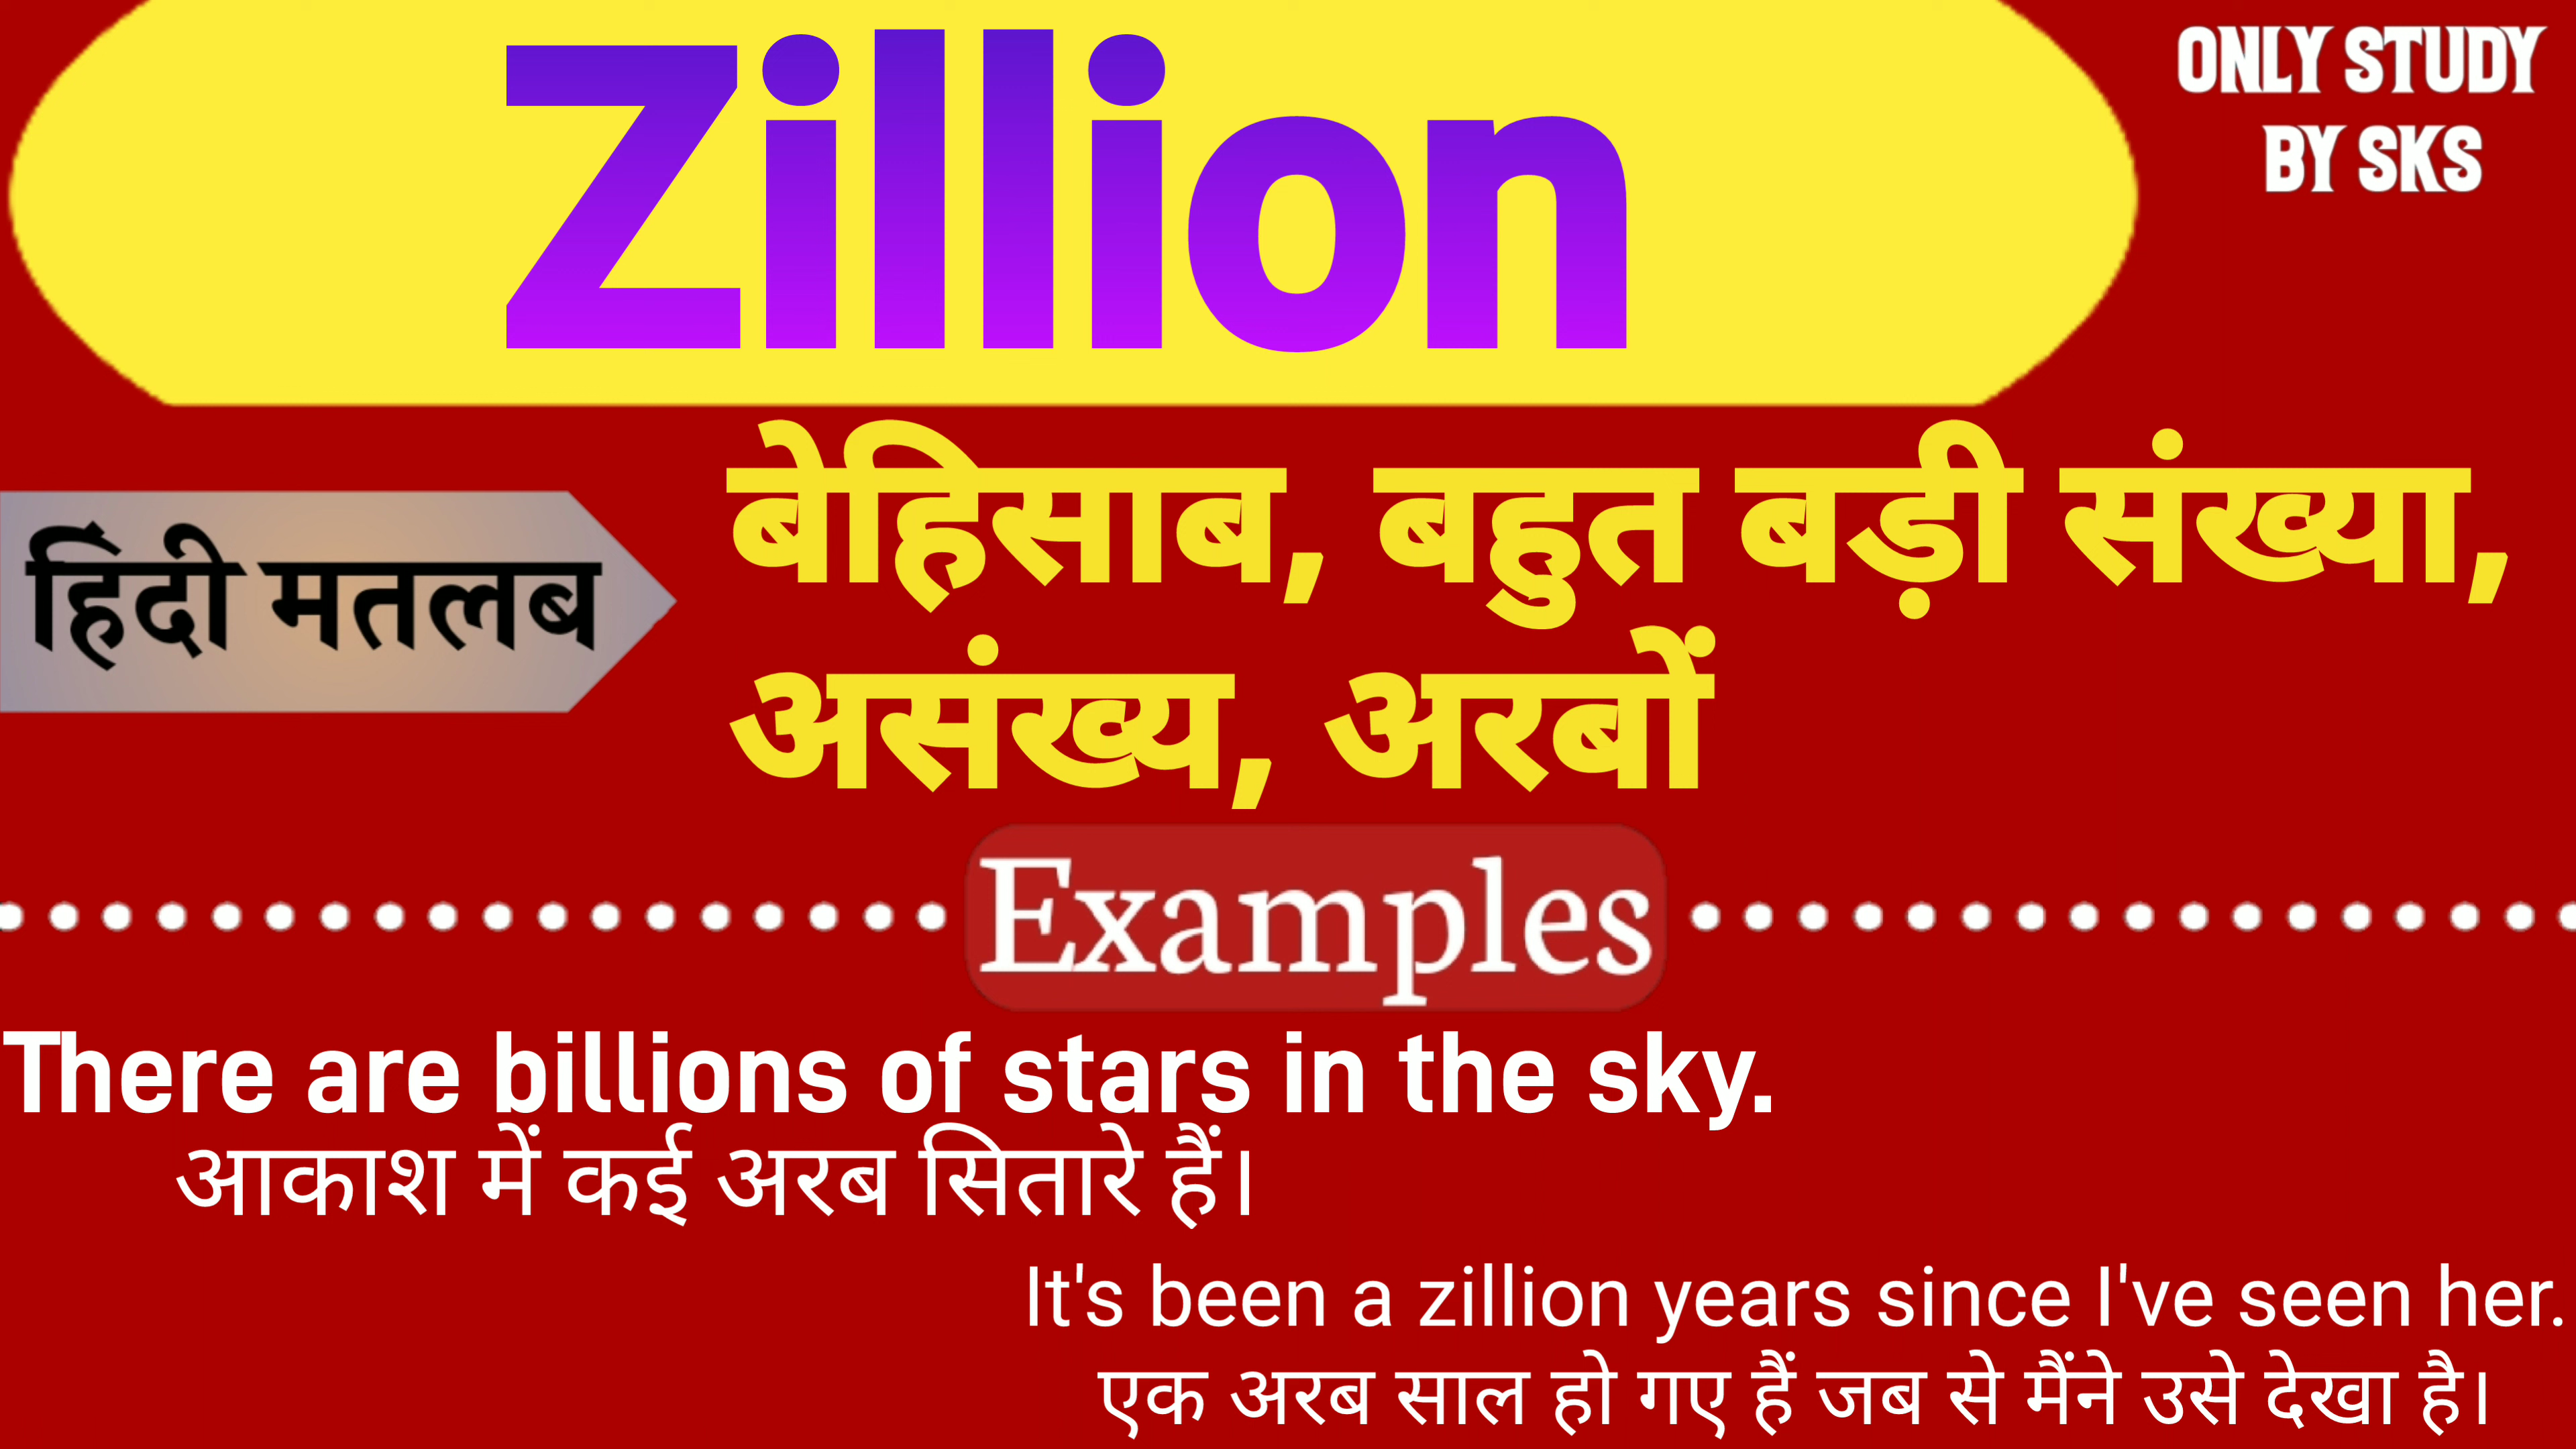 Zillion
ONLY STUDY
BY SKS
हिंदी मतलब
बेहिसाब, बहुत बड़ी संख्या,
असंख्य, अरबों
Examples
There are billions of stars in the sky.
आकाश में कई अरब सितारे हैं।
It's been a zillion years since I've seen her.
एक अरब साल हो गए हैं जब से मैंने उसे देखा है।